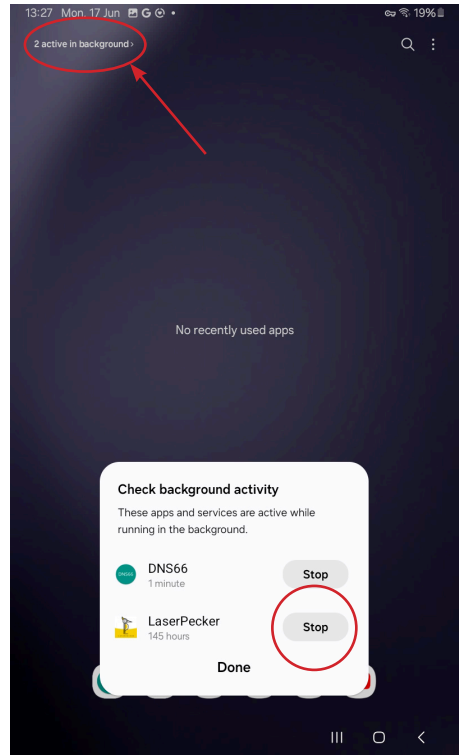 13:27 Mon. 17 Jun G 19%
2 active in background >
No recently used apps
Check background activity
These apps and services are active while
running in the background.
DNS66
DNS66
1 minute
Stop
LaserPecker
145 hours
Stop
Done